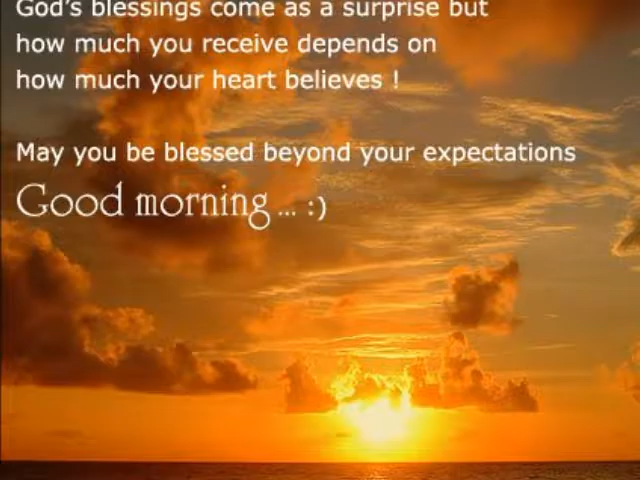 God's blessings come as a surprise but
how much you receive depends on
how much your heart believes !
May you be blessed beyond your expectations
Good morning ... :)